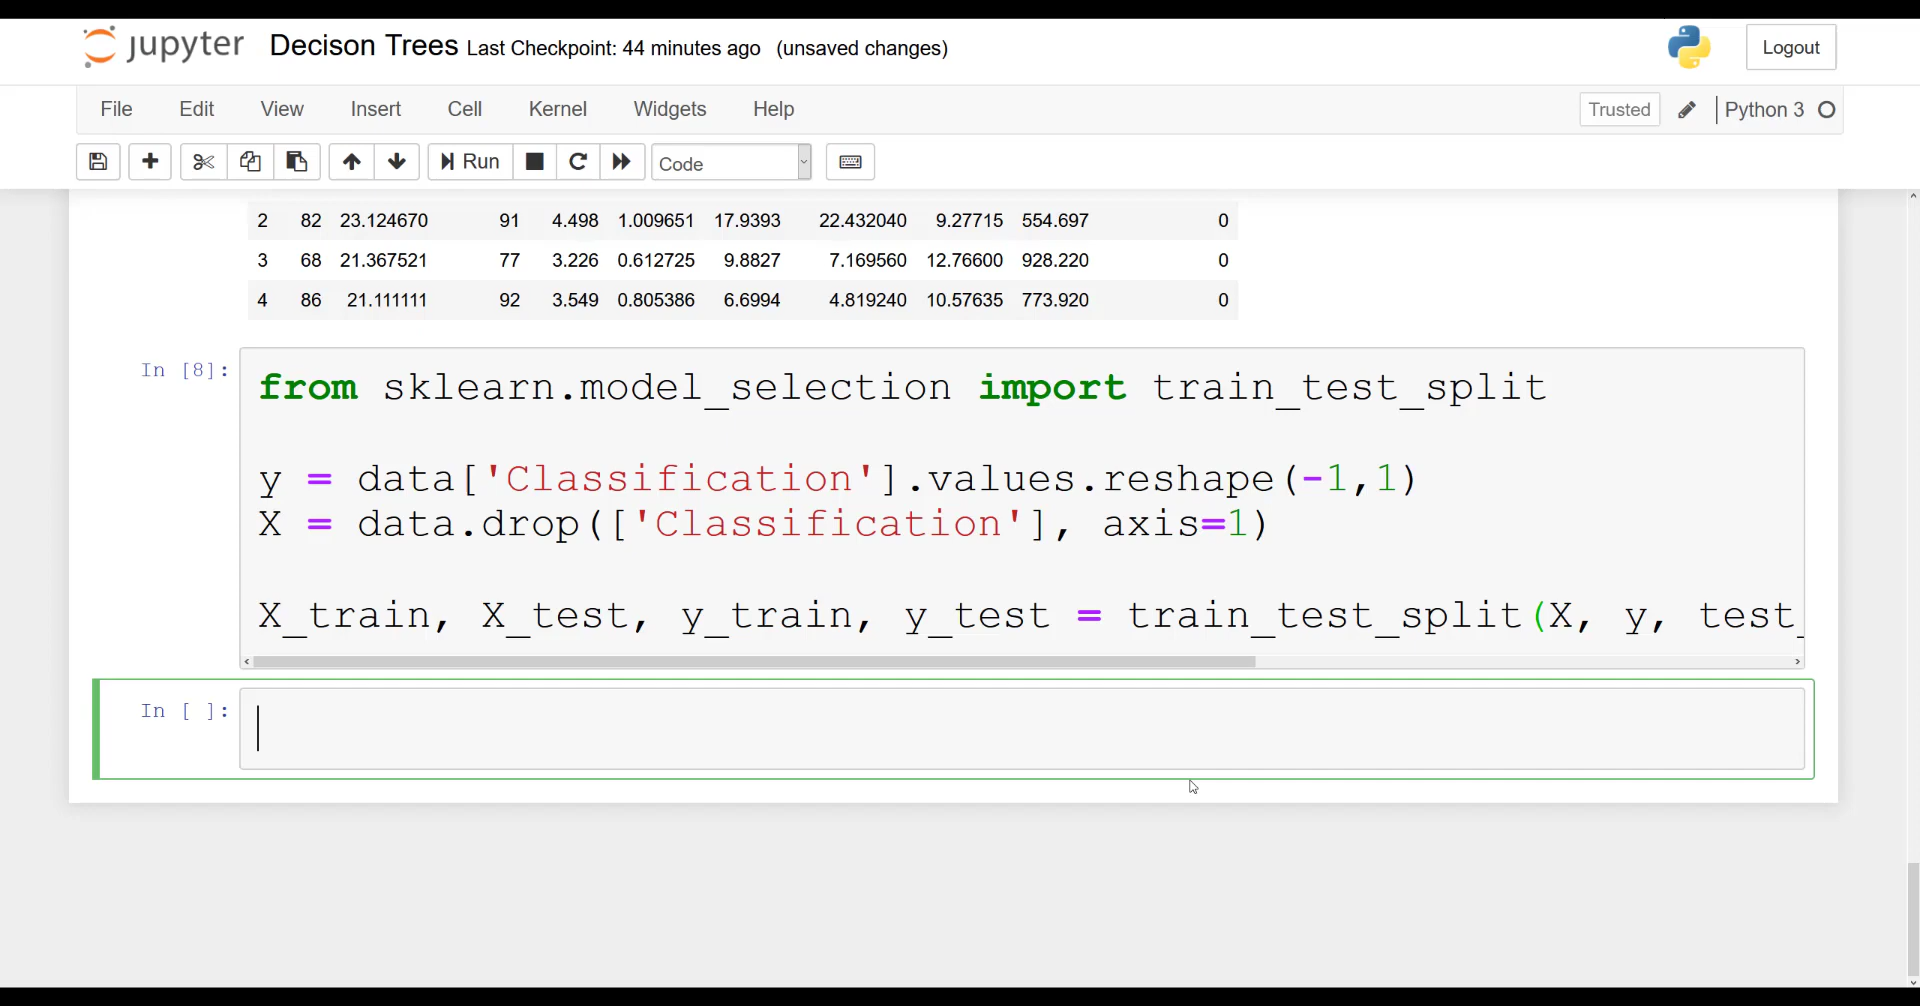 jupyter Decison Trees Last Checkpoint: 44 minutes ago (unsaved changes)
Logout
File Edit View Insert Cell Kernel Widgets Help
Trusted Python 3
Run Code
2 82 23.124670 91 4.498 1.009651 17.9393 22.432040 9.27715 554.697 0
3 68 21.367521 77 3.226 0.612725 9.8827 7.169560 12.76600 928.220 0
4 86 21.111111 92 3.549 0.805386 6.6994 4.819240 10.57635 773.920 0
In [8]:
from sklearn.model_selection import train_test_split
y = data['Classification'].values.reshape(-1,1)
X = data.drop(['Classification'], axis=1)
X_train, X_test, y_train, y_test = train_test_split(X, y, test_
In [ ]: